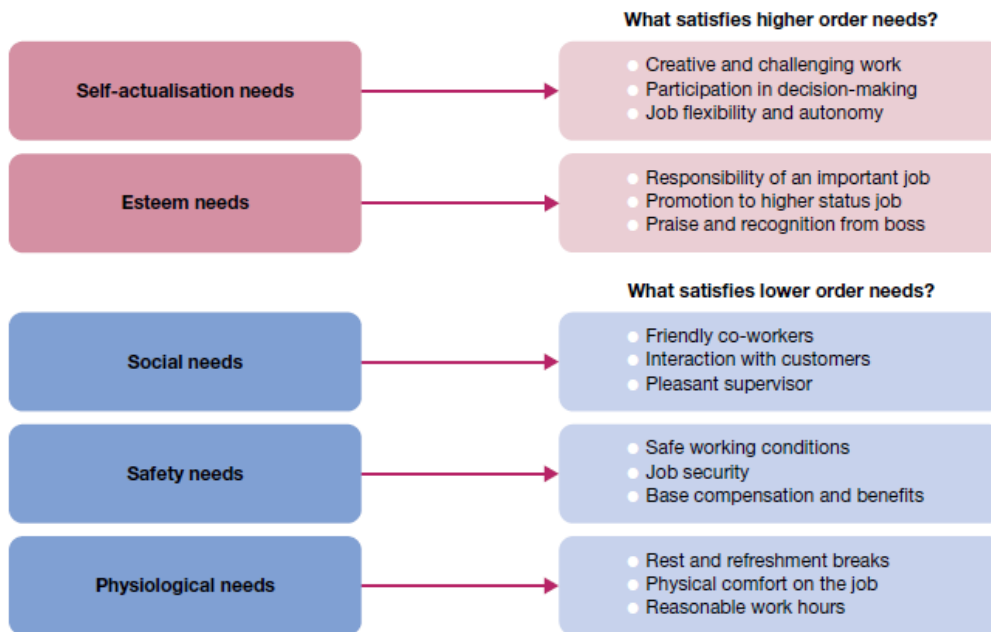 What satisfies higher order needs?
Self-actualisation needs
Creative and challenging work
Participation in decision-making
Job flexibility and autonomy
Esteem needs
Responsibility of an important job
Promotion to higher status job
Praise and recognition from boss
What satisfies lower order needs?
Social needs
Friendly co-workers
Interaction with customers
Pleasant supervisor
Safety needs
Safe working conditions
Job security
Base compensation and benefits
Physiological needs
Rest and refreshment breaks
Physical comfort on the job
Reasonable work hours